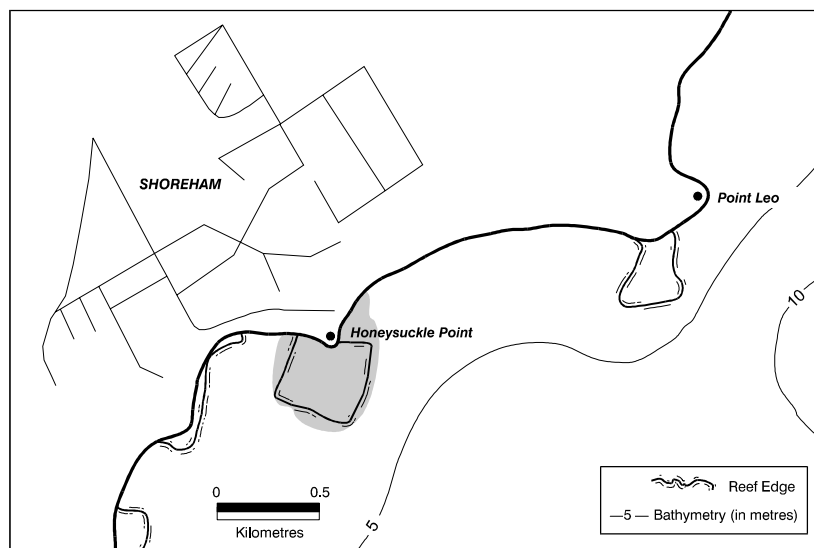 SHOREHAM
Point Leo
10
Honeysuckle Point
0 0.5
Kilometres
5
Reef Edge
—5— Bathymetry (in metres)